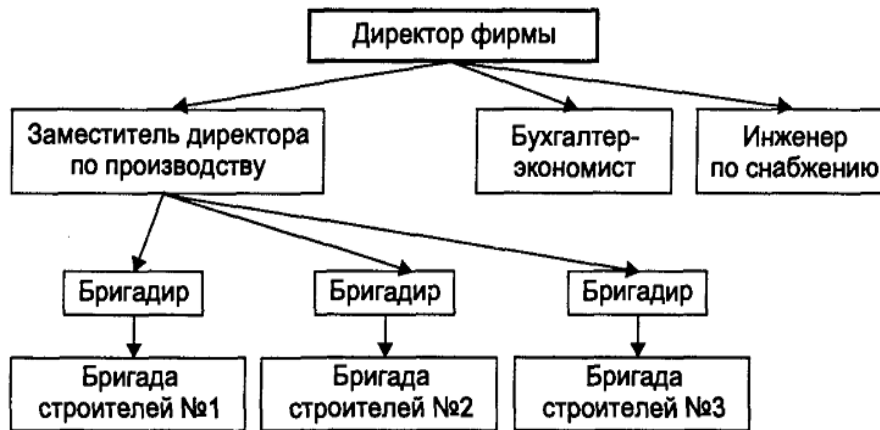 Директор фирмы
Заместитель директора
по производству
Бухгалтер-
экономист
Инженер
по снабжению
Бригадир
Бригадир
Бригадир
Бригада
строителей №1
Бригада
строителей №2
Бригада
строителей №3